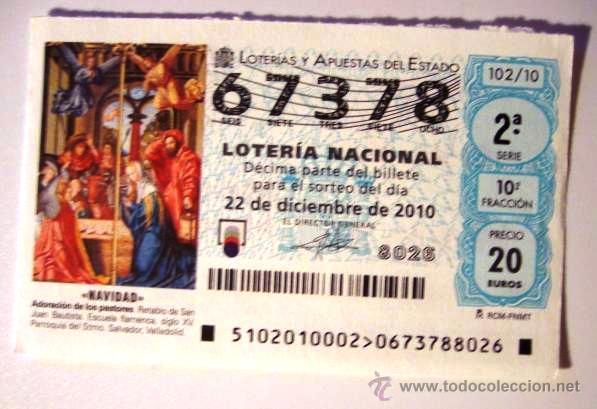 LOTERÍAS Y APUESTAS DEL ESTADO
67378
SEIS SIETE TRES SIETE OCHO
LOTERÍA NACIONAL
Décima parte del billete
para el sorteo del día
22 de diciembre de 2010
EL DIRECTOR GENERAL
8026
102/10
2ª
SERIE
10ª
FRACCIÓN
PRECIO
20
EUROS
RCM-FNMT
«NAVIDAD»
Adoración de los pastores. Retablo de San
Juan Bautista. Escuela flamenca, siglo XV.
Parroquia del Stmo. Salvador, Valladolid.
5102010002>0673788026
www.todocoleccion.net